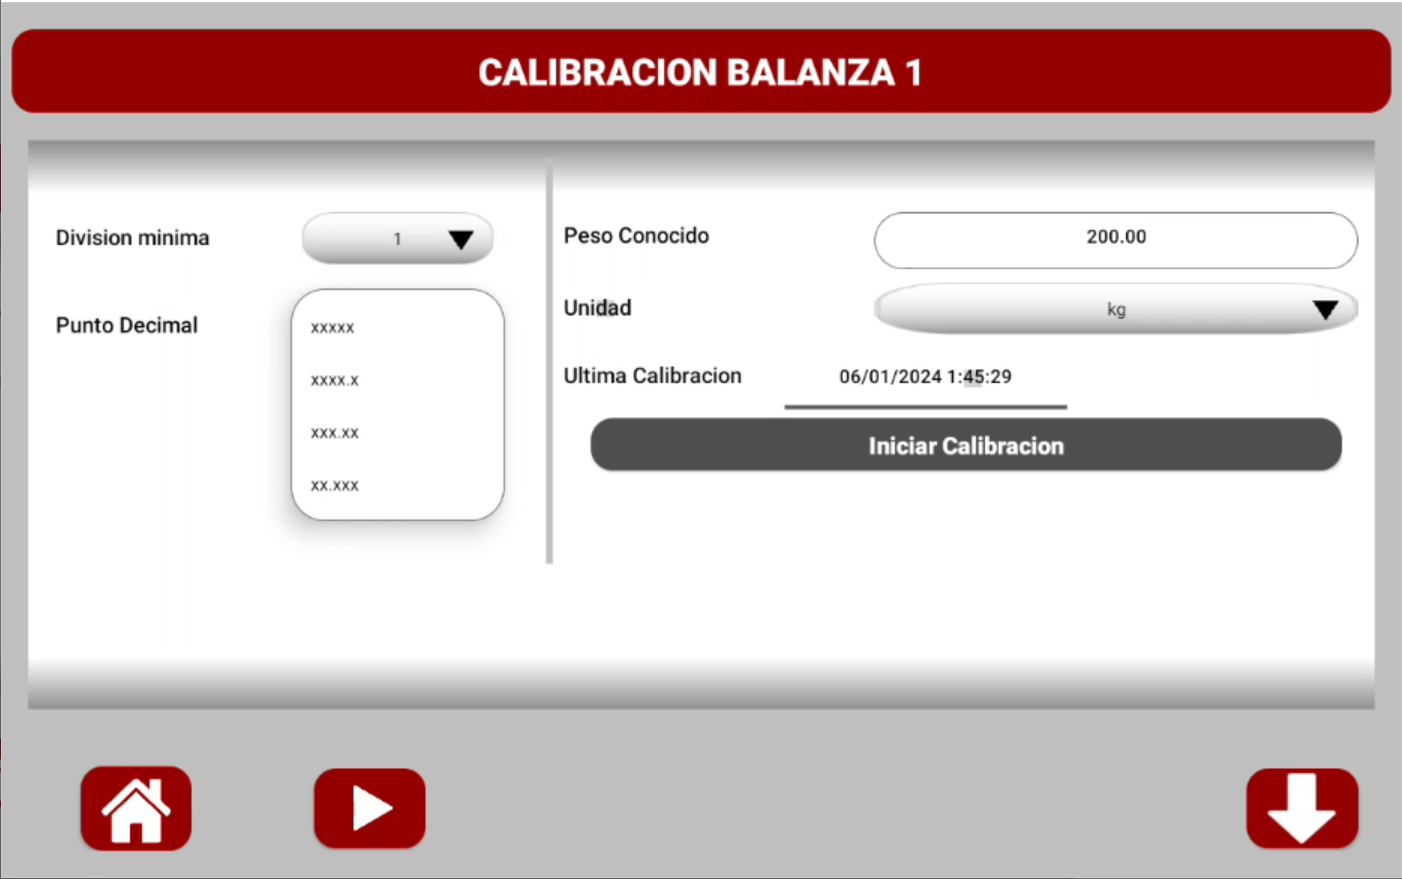 CALIBRACION BALANZA 1
Division minima
1
Punto Decimal
xxxxx
xxxx.x
xxx.xx
xx.xxx
Peso Conocido
200.00
Unidad
kg
Ultima Calibracion
06/01/2024 1:45:29
Iniciar Calibracion